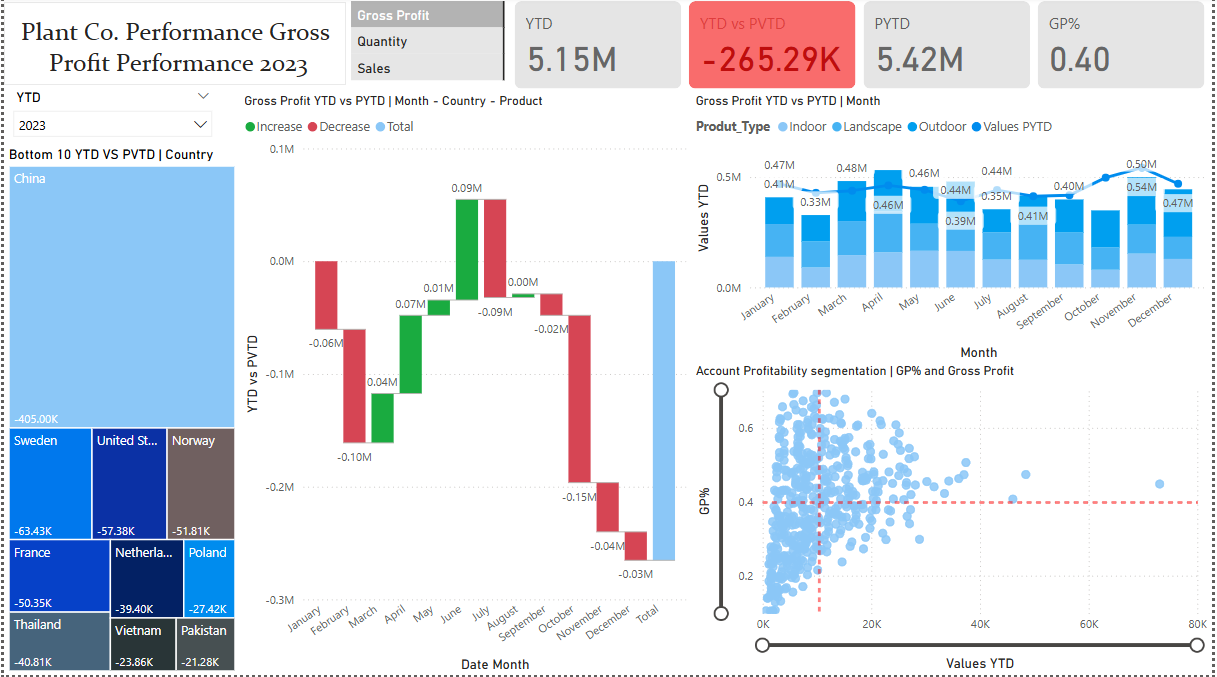 Plant Co. Performance Gross
Profit Performance 2023
Gross Profit
Quantity
Sales
YTD
5.15M
YTD vs PVTD
-265.29K
PYTD
5.42M
GP%
0.40
YTD
2023
Bottom 10 YTD VS PVTD | Country
China
-405.00K
Sweden
-63.43K
United St...
-57.38K
Norway
-51.81K
France
-50.35K
Netherla...
-39.40K
Poland
-27.42K
Thailand
-40.81K
Vietnam
-23.86K
Pakistan
-21.28K
Gross Profit YTD vs PYTD | Month - Country - Product
Increase Decrease Total
YTD vs PVTD
0.1M
0.0M
-0.1M
-0.2M
-0.3M
-0.06M
-0.10M
0.04M
0.07M
0.01M
0.09M
-0.09M
0.00M
-0.02M
-0.15M
-0.04M
-0.03M
January
February
March
April
May
June
July
August
September
October
November
December
Total
Date Month
Gross Profit YTD vs PYTD | Month
Produt_Type Indoor Landscape Outdoor Values PYTD
Values YTD
0.5M
0.0M
0.47M
0.41M
0.33M
0.48M
0.46M
0.46M
0.44M
0.39M
0.44M
0.35M
0.41M
0.40M
0.50M
0.54M
0.47M
January
February
March
April
May
June
July
August
September
October
November
December
Month
Account Profitability segmentation | GP% and Gross Profit
GP%
0.6
0.4
0.2
0K
20K
40K
60K
80K
Values YTD